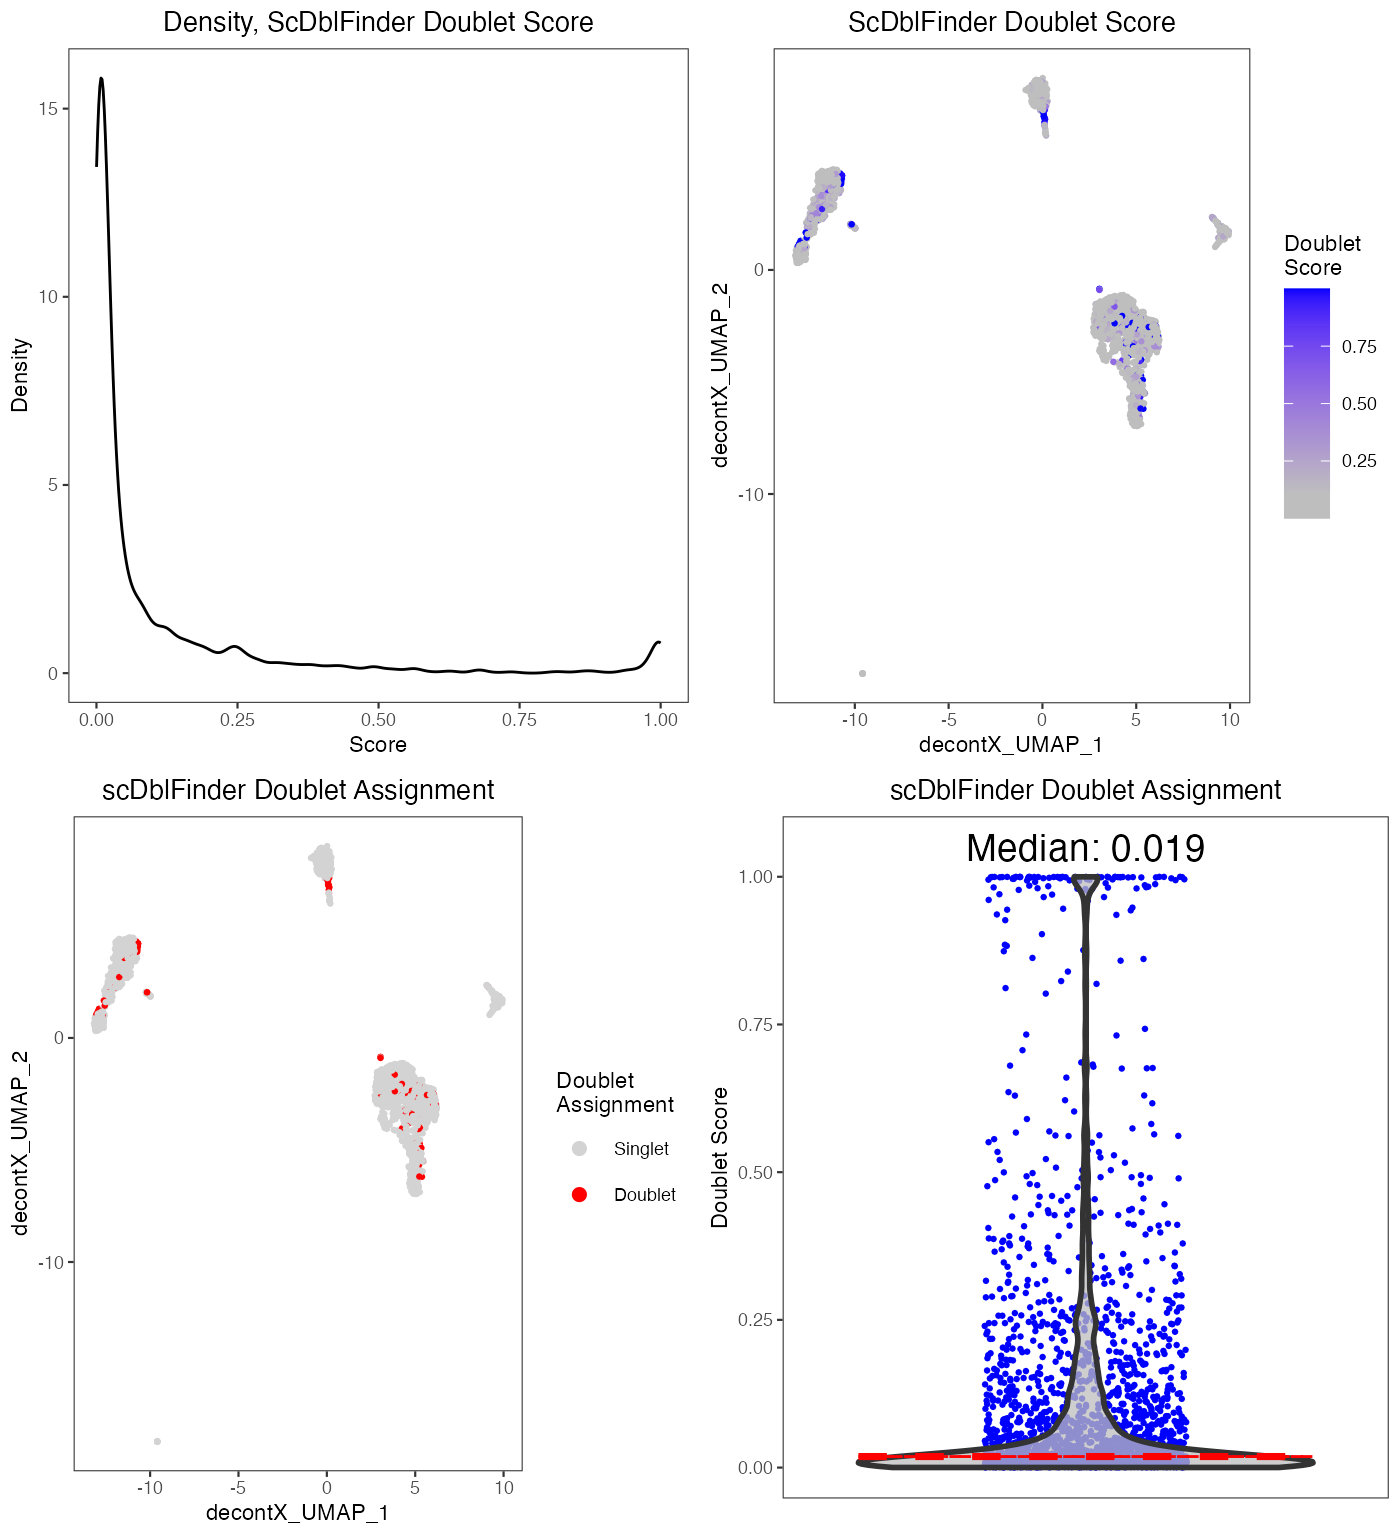 Density, ScDblFinder Doublet Score
15
10
5
0
Density
0.00 0.25 0.50 0.75 1.00
Score
ScDblFinder Doublet Score
0
-10
decontX_UMAP_2
-10 -5 0 5 10
decontX_UMAP_1
Doublet
Score
0.75
0.50
0.25
scDblFinder Doublet Assignment
0
-10
decontX_UMAP_2
-10 -5 0 5 10
decontX_UMAP_1
Doublet
Assignment
Singlet
Doublet
scDblFinder Doublet Assignment
Median: 0.019
1.00
0.75
0.50
0.25
0.00
Doublet Score